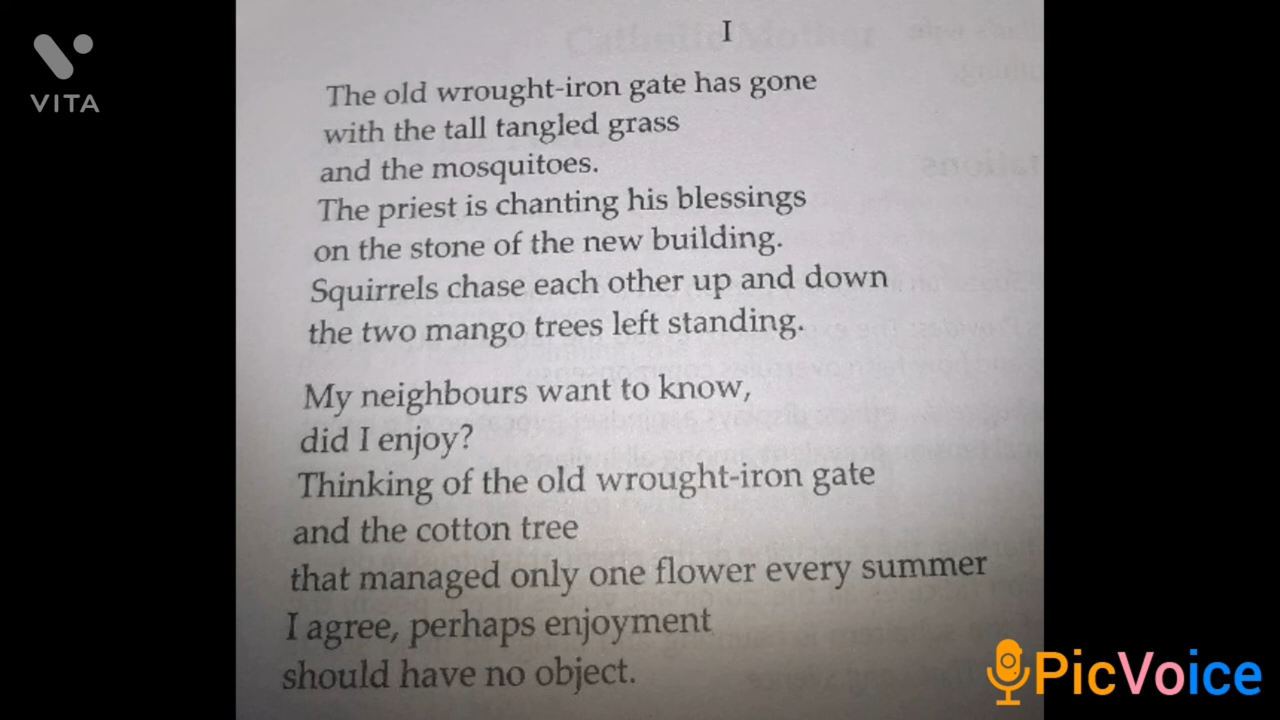 VITA
I
The old wrought-iron gate has gone
with the tall tangled grass
and the mosquitoes.
The priest is chanting his blessings
on the stone of the new building.
Squirrels chase each other up and down
the two mango trees left standing.
My neighbours want to know,
did I enjoy?
Thinking of the old wrought-iron gate
and the cotton tree
that managed only one flower every summer
I agree, perhaps enjoyment
should have no object.
PicVoice